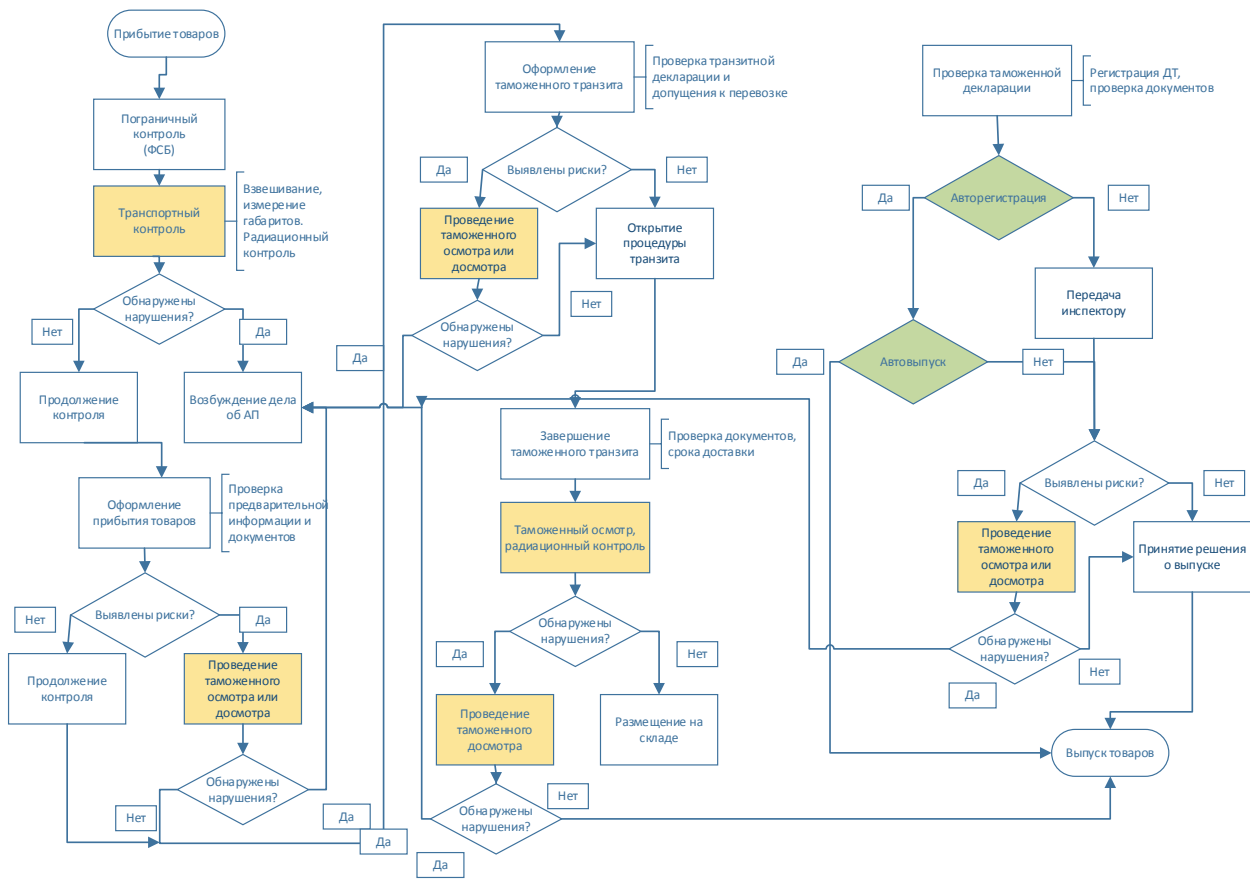 Прибытие товаров
Пограничный
контроль
(ФСБ)
Транспортный
контроль
Взвешивание,
измерение
габаритов.
Радиационный
контроль
Обнаружены
нарушения?
Нет
Да
Продолжение
контроля
Возбуждение дела
об АП
Оформление
прибытия товаров
Проверка
предварительной
информации и
документов
Выявлены риски?
Нет
Да
Продолжение
контроля
Проведение
таможенного
осмотра или
досмотра
Обнаружены
нарушения?
Нет
Да
Да
Да
Оформление
таможенного транзита
Проверка транзитной
декларации и
допущения к перевозке
Выявлены риски?
Да
Нет
Проведение
таможенного
осмотра или
досмотра
Открытие
процедуры
транзита
Обнаружены
нарушения?
Нет
Завершение
таможенного транзита
Проверка документов,
срока доставки
Таможенный осмотр,
радиационный контроль
Обнаружены
нарушения?
Да
Нет
Проведение
таможенного
досмотра
Размещение на
складе
Обнаружены
нарушения?
Нет
Да
Проверка таможенной
декларации
Регистрация ДТ,
проверка документов
Авторегистрация
Да
Нет
Передача
инспектору
Автовыпуск
Да
Нет
Выявлены риски?
Да
Нет
Проведение
таможенного
осмотра или
досмотра
Принятие решения
о выпуске
Обнаружены
нарушения?
Нет
Да
Выпуск товаров